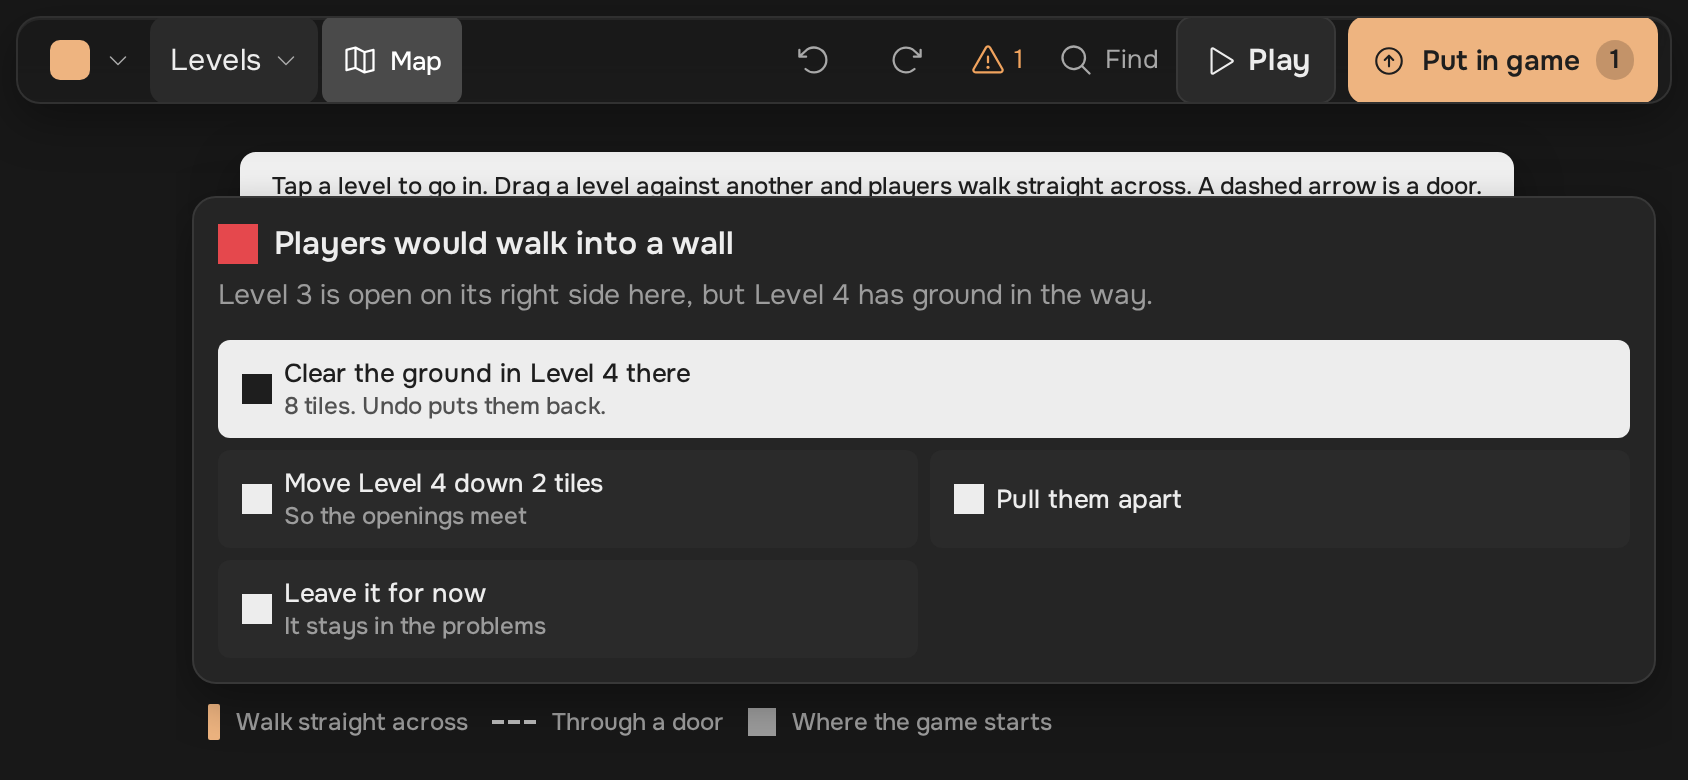 Levels
Map
1
Find
Play
Put in game
1
Tap a level to go in. Drag a level against another and players walk straight across. A dashed arrow is a door.
Players would walk into a wall
Level 3 is open on its right side here, but Level 4 has ground in the way.
Clear the ground in Level 4 there
8 tiles. Undo puts them back.
Move Level 4 down 2 tiles
So the openings meet
Pull them apart
Leave it for now
It stays in the problems
Walk straight across
Through a door
Where the game starts